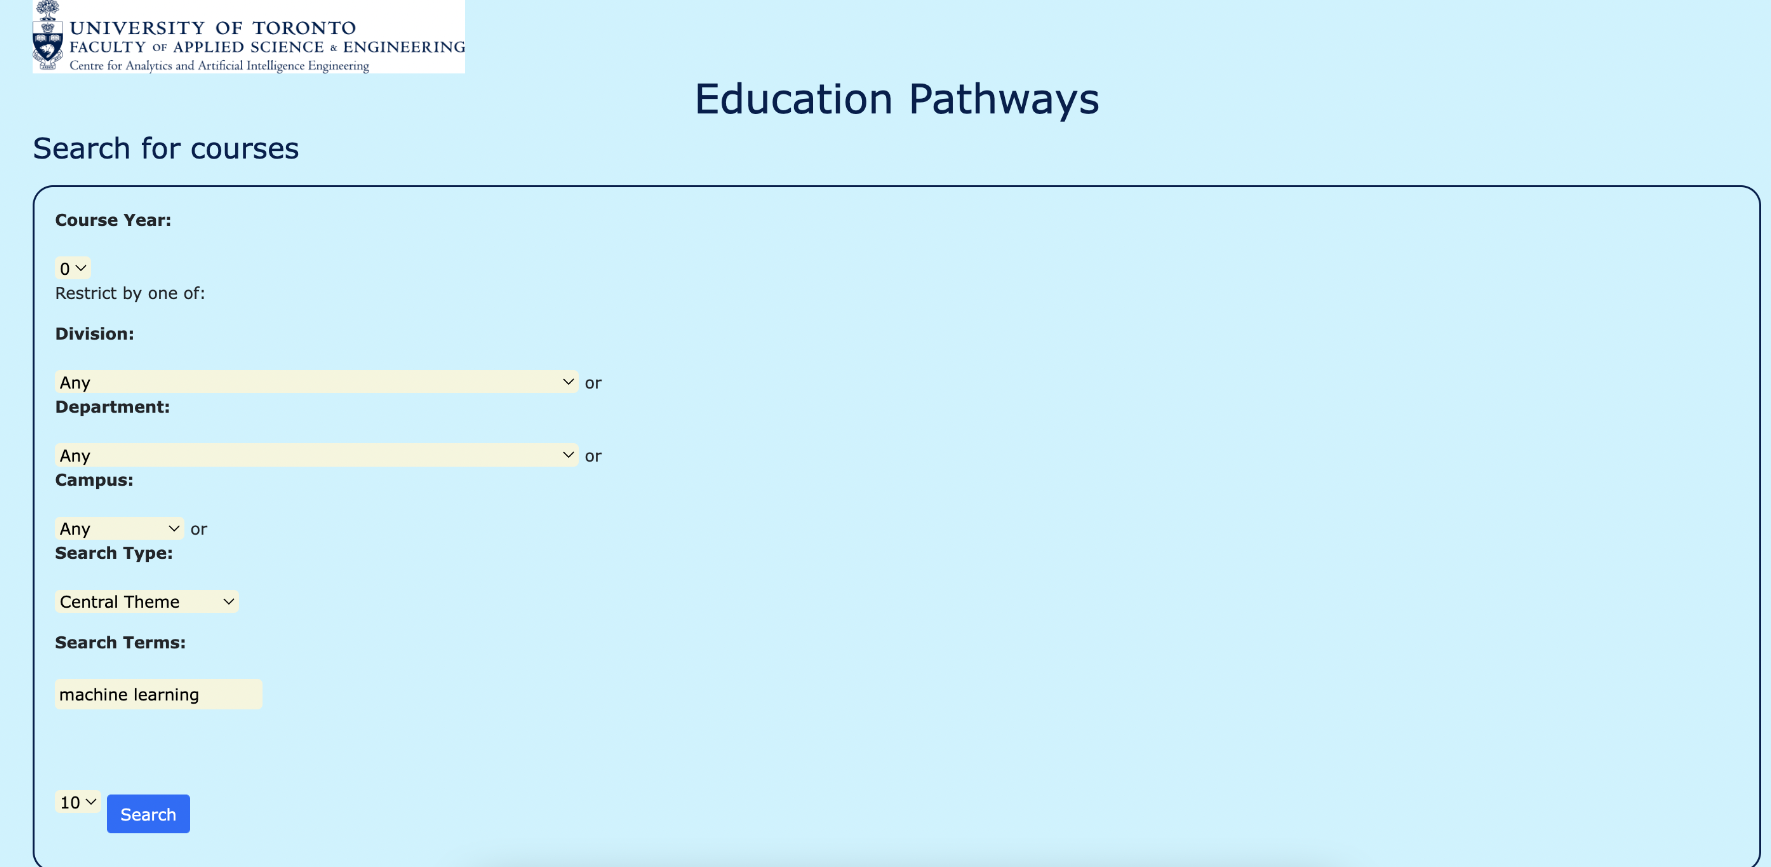 UNIVERSITY OF TORONTO
FACULTY OF APPLIED SCIENCE & ENGINEERING
Centre for Analytics and Artificial Intelligence Engineering
Education Pathways
Search for courses
Course Year:
0
Restrict by one of:
Division:
Any or
Department:
Any or
Campus:
Any or
Search Type:
Central Theme
Search Terms:
machine learning
10 Search